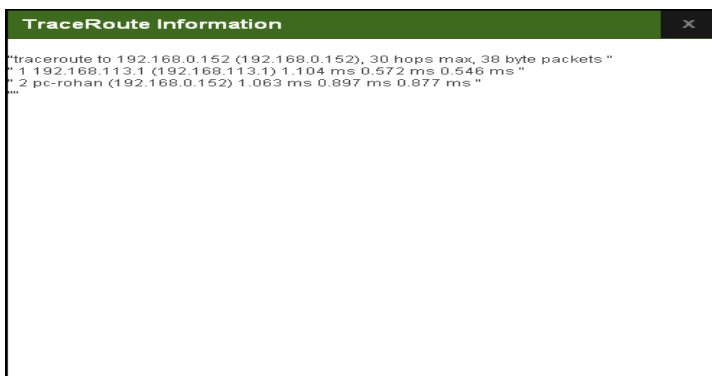 TraceRoute Information
x
"traceroute to 192.168.0.152 (192.168.0.152), 30 hops max, 38 byte packets "
" 1 192.168.113.1 (192.168.113.1) 1.104 ms 0.572 ms 0.546 ms "
" 2 pc-rohan (192.168.0.152) 1.063 ms 0.897 ms 0.877 ms "
""